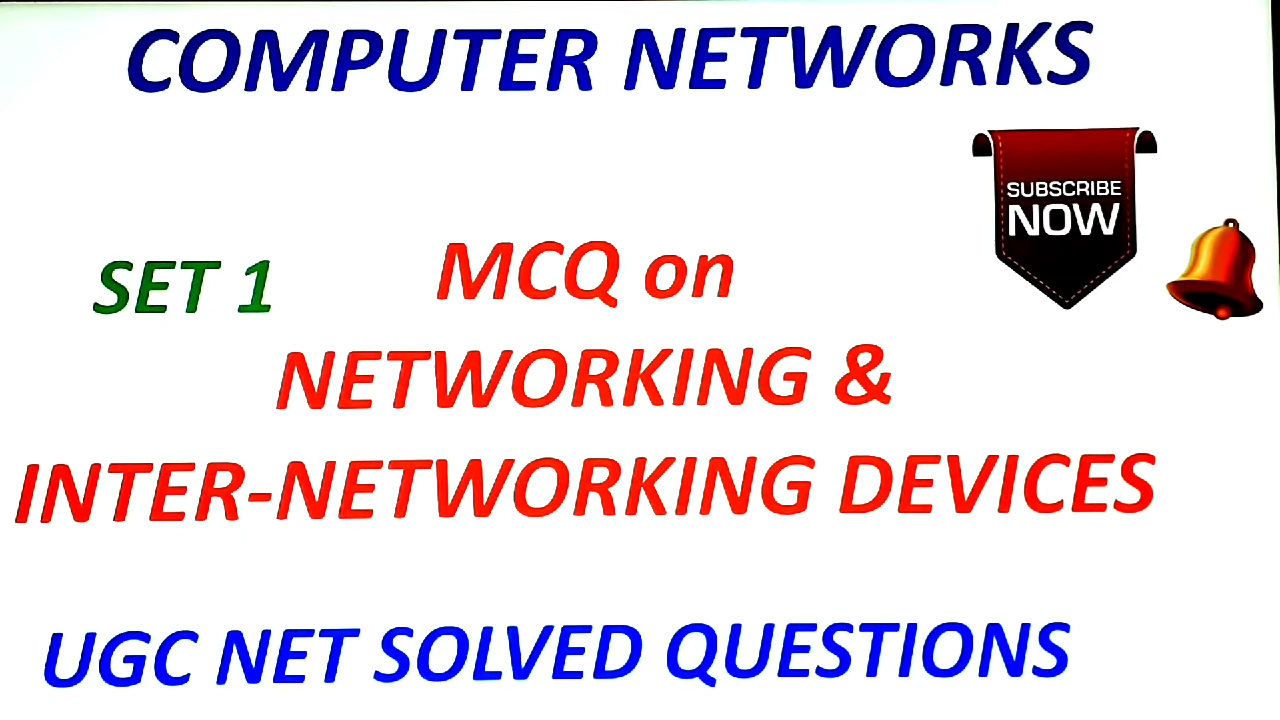 COMPUTER NETWORKS
SUBSCRIBE
NOW
SET 1
MCQ on
NETWORKING &
INTER-NETWORKING DEVICES
UGC NET SOLVED QUESTIONS